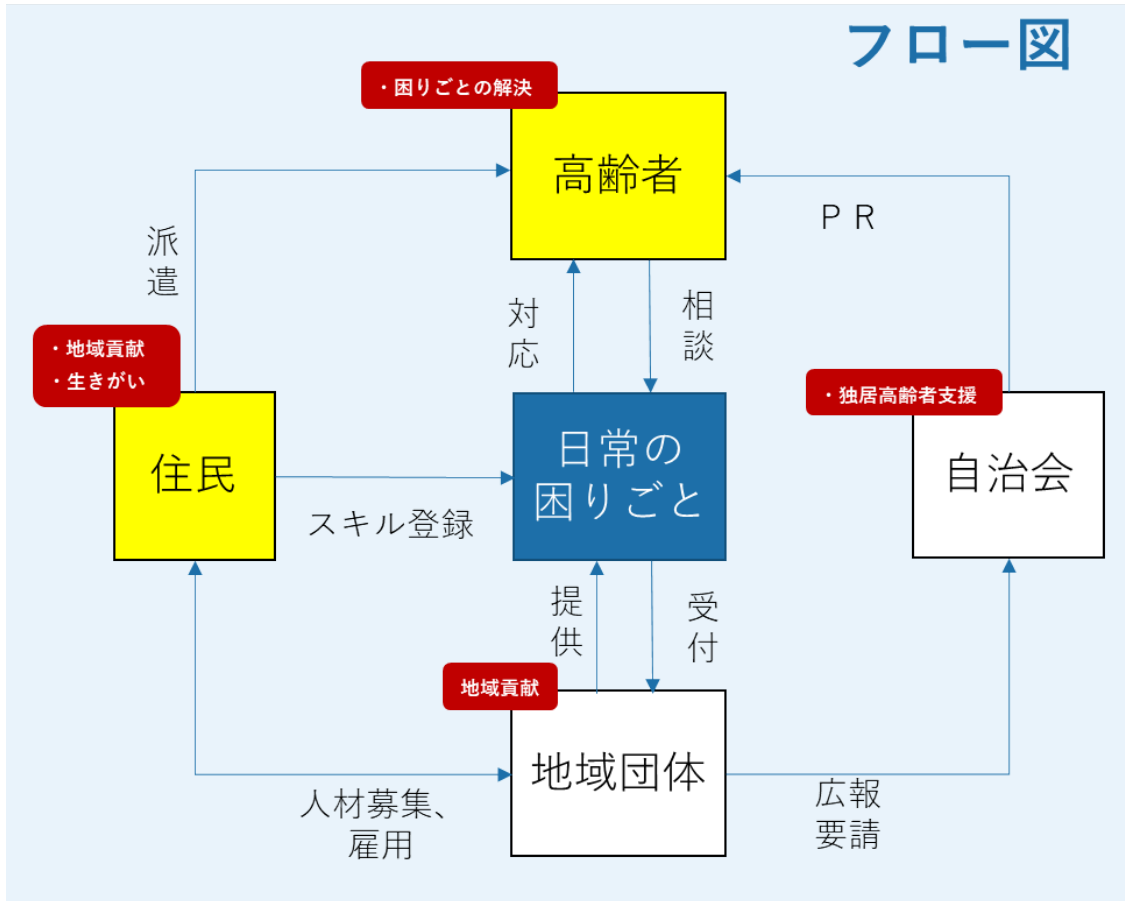 フロー図
・困りごとの解決
高齢者
ＰＲ
派遣
対応
相談
・地域貢献
・生きがい
・独居高齢者支援
住民
日常の
困りごと
自治会
スキル登録
提供
受付
地域貢献
地域団体
人材募集、
雇用
広報
要請